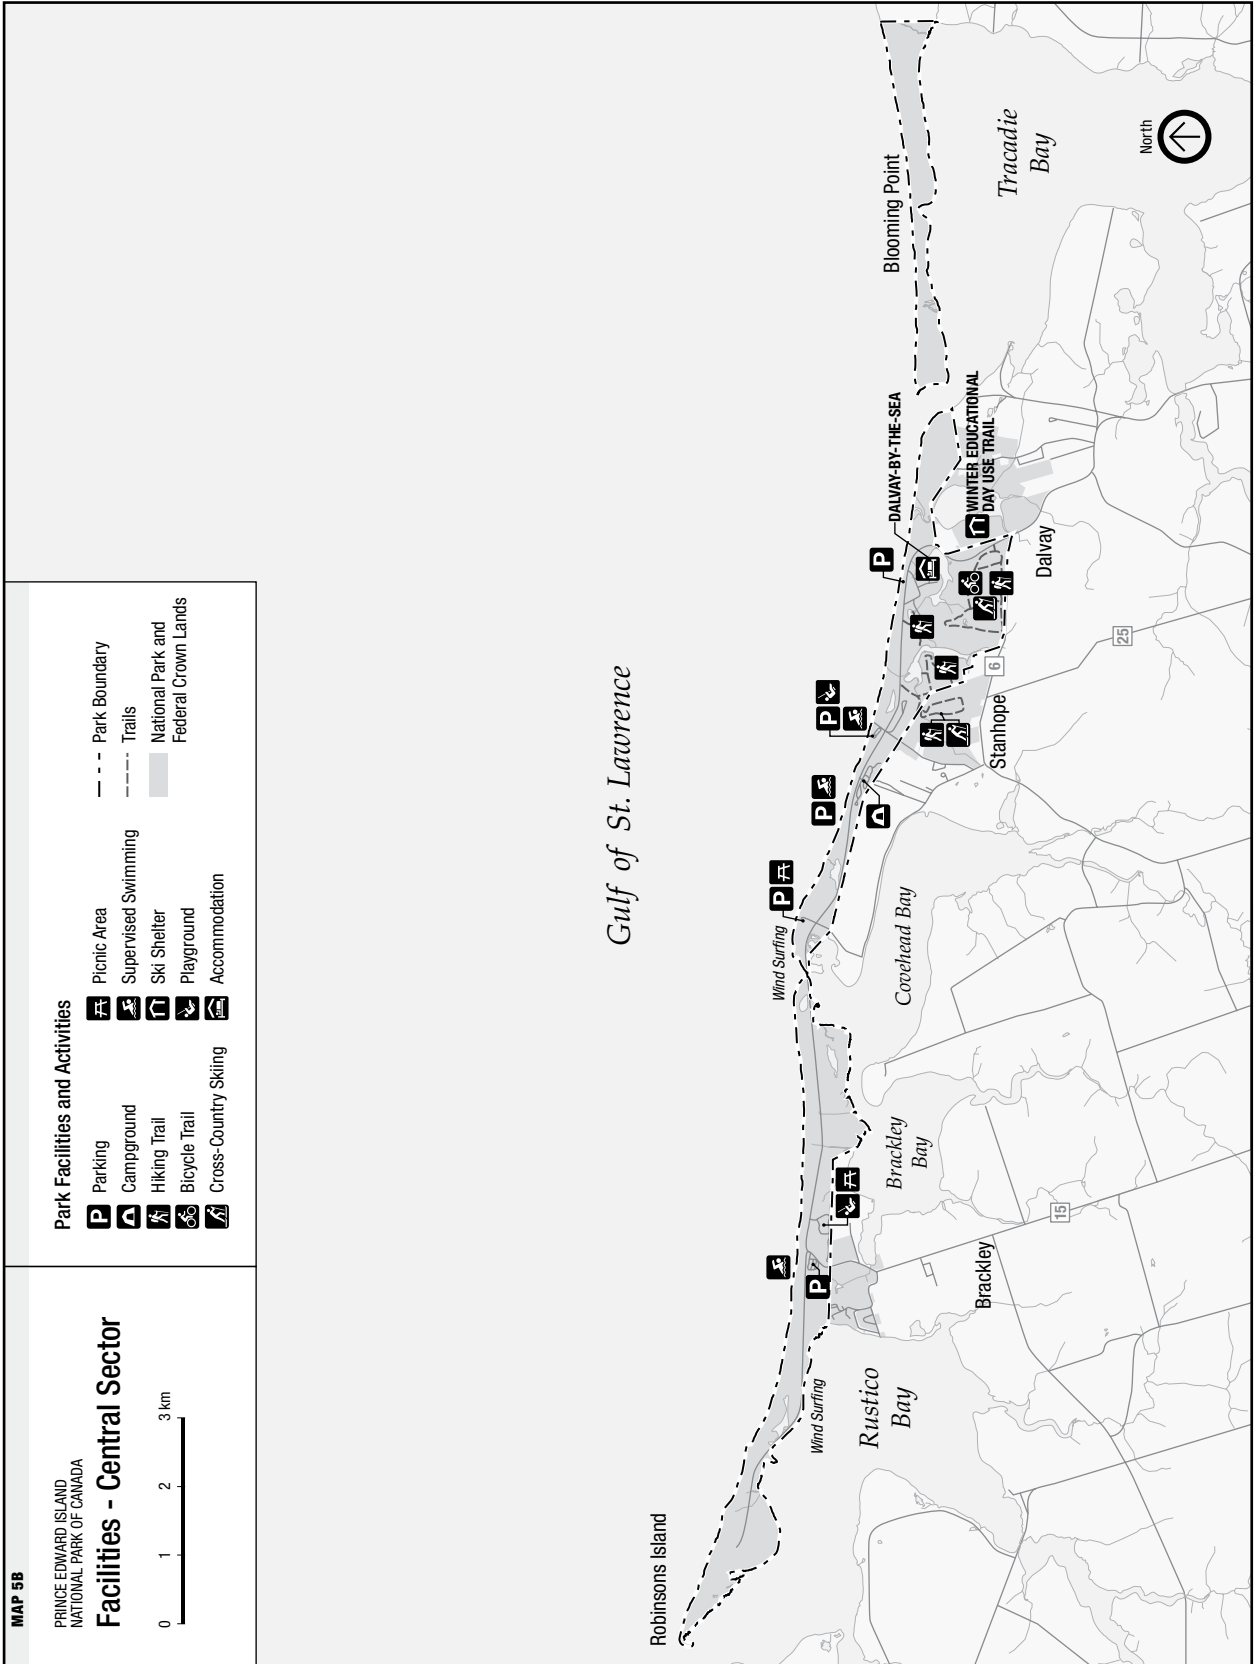 MAP 5B
PRINCE EDWARD ISLAND
NATIONAL PARK OF CANADA
Facilities - Central Sector
0 1 2 3 km
Park Facilities and Activities
P Parking
Campground
Hiking Trail
Bicycle Trail
Cross-Country Skiing
Picnic Area
Supervised Swimming
Ski Shelter
Playground
Accommodation
Park Boundary
Trails
National Park and
Federal Crown Lands
Gulf of St. Lawrence
Robinsons Island
Wind Surfing
Rustico
Bay
P
Brackley
15
Brackley
Bay
Wind Surfing
P
Covehead Bay
P
P
Stanhope
6
25
P
DALVAY-BY-THE-SEA
WINTER EDUCATIONAL
DAY USE TRAIL
Dalvay
Blooming Point
Tracadie
Bay
North